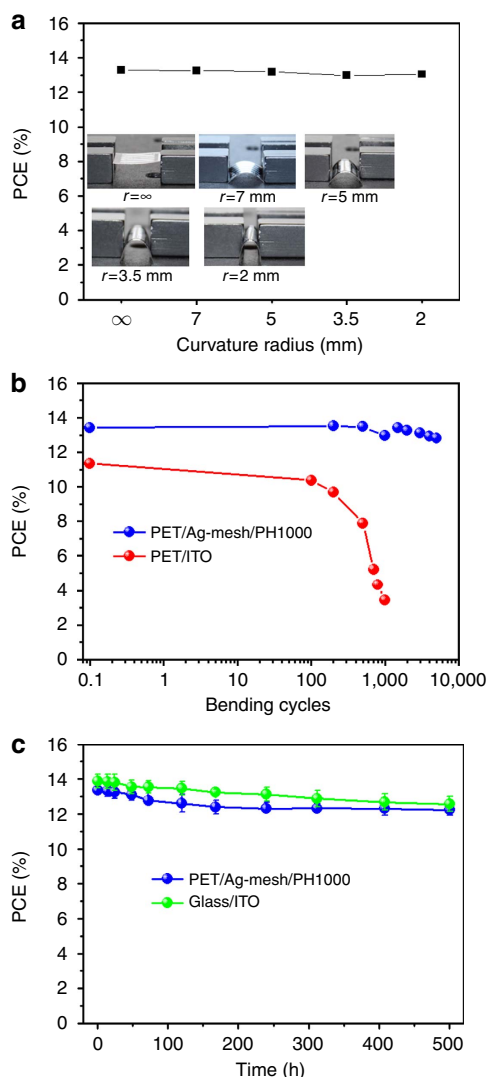 a
16
14
12
10
8
6
4
2
0
PCE (%)
r=∞
r=7 mm
r=5 mm
r=3.5 mm
r=2 mm
∞ 7 5 3.5 2
Curvature radius (mm)
b
16
14
12
10
8
6
4
2
0
PCE (%)
PET/Ag-mesh/PH1000
PET/ITO
0.1 1 10 100 1,000 10,000
Bending cycles
c
16
14
12
10
8
6
4
2
0
PCE (%)
PET/Ag-mesh/PH1000
Glass/ITO
0 100 200 300 400 500
Time (h)